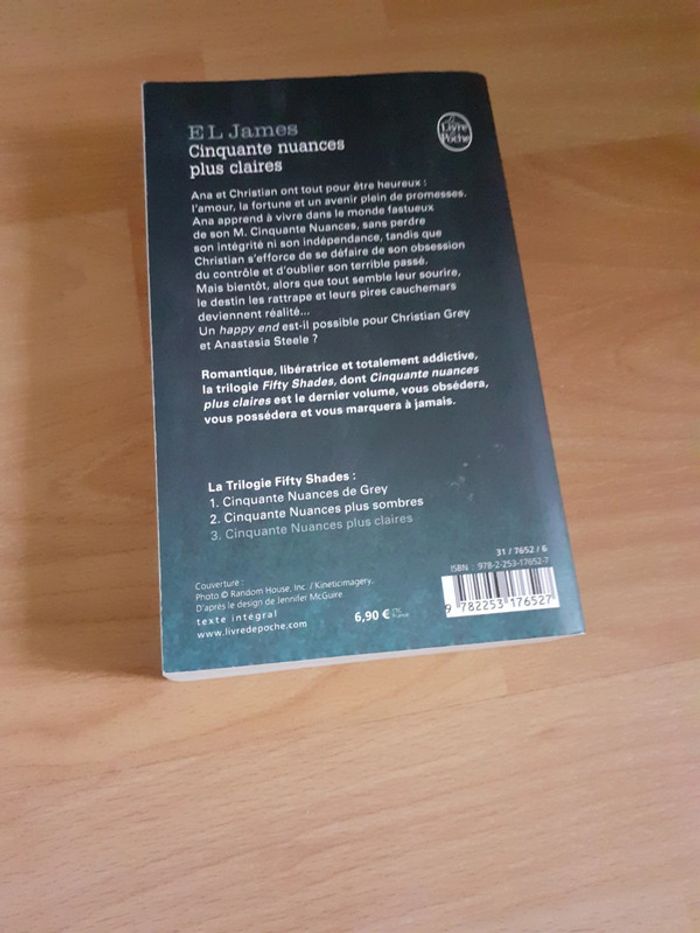 E L James
Le
Livre
de
Poche
Cinquante nuances
plus claires
Ana et Christian ont tout pour être heureux :
l'amour, la fortune et un avenir plein de promesses.
Ana apprend à vivre dans le monde fastueux
de son M. Cinquante Nuances, sans perdre
son intégrité ni son indépendance, tandis que
Christian s'efforce de se défaire de son obsession
du contrôle et d'oublier son terrible passé.
Mais bientôt, alors que tout semble leur sourire,
le destin les rattrape et leurs pires cauchemars
deviennent réalité...
Un happy end est-il possible pour Christian Grey
et Anastasia Steele ?
Romantique, libératrice et totalement addictive,
la trilogie Fifty Shades, dont Cinquante nuances
plus claires est le dernier volume, vous obsédera,
vous possédera et vous marquera à jamais.
La Trilogie Fifty Shades :
1. Cinquante Nuances de Grey
2. Cinquante Nuances plus sombres
3. Cinquante Nuances plus claires
31 / 7652 / 6
ISBN : 978-2-253-17652-7
Couverture :
Photo © Random House, Inc. / Kineticimagery.
D'après le design de Jennifer McGuire.
texte intégral
www.livredepoche.com
6,90 € TTC
France
9 782253 176527